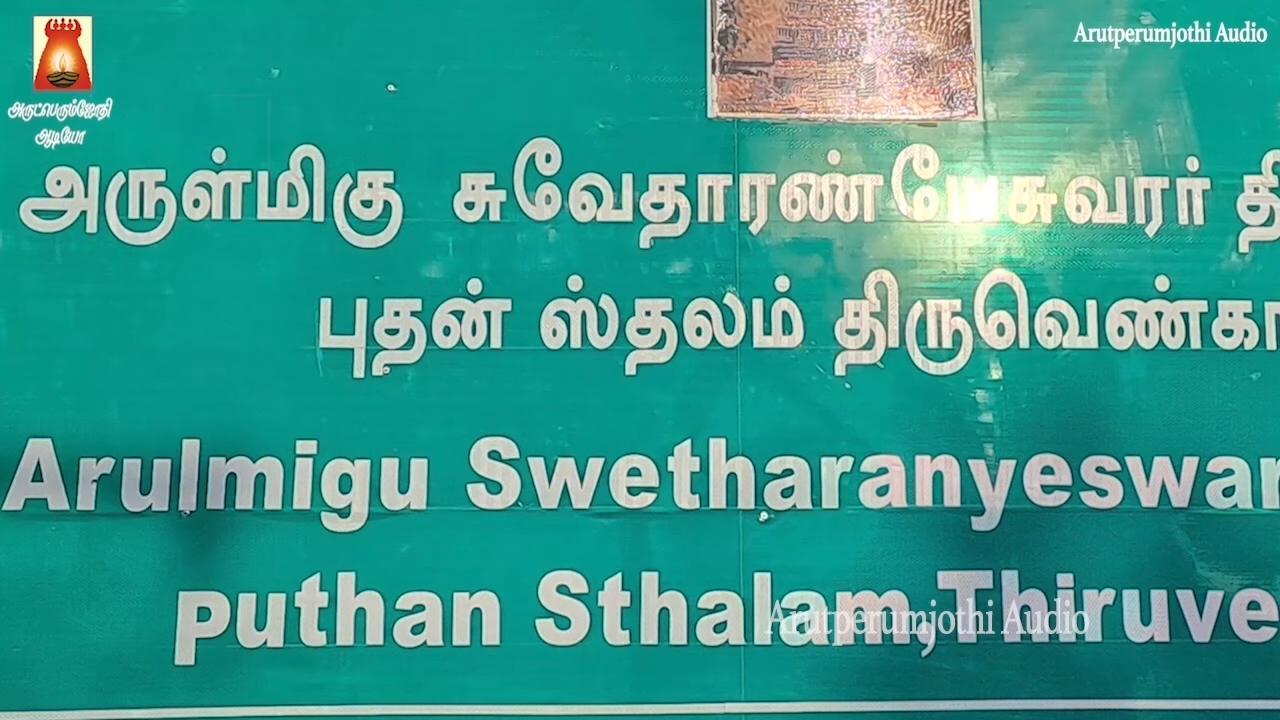 Arutperumjothi Audio
அருட்பெரும்ஜோதி
ஆடியோ
அருள்மிகு சுவேதாரண்யேசுவரர் தி
புதன் ஸ்தலம் திருவெண்கா
Arulmigu Swetharanyeswar
puthan Sthalam,Thiruve
Arutperumjothi Audio